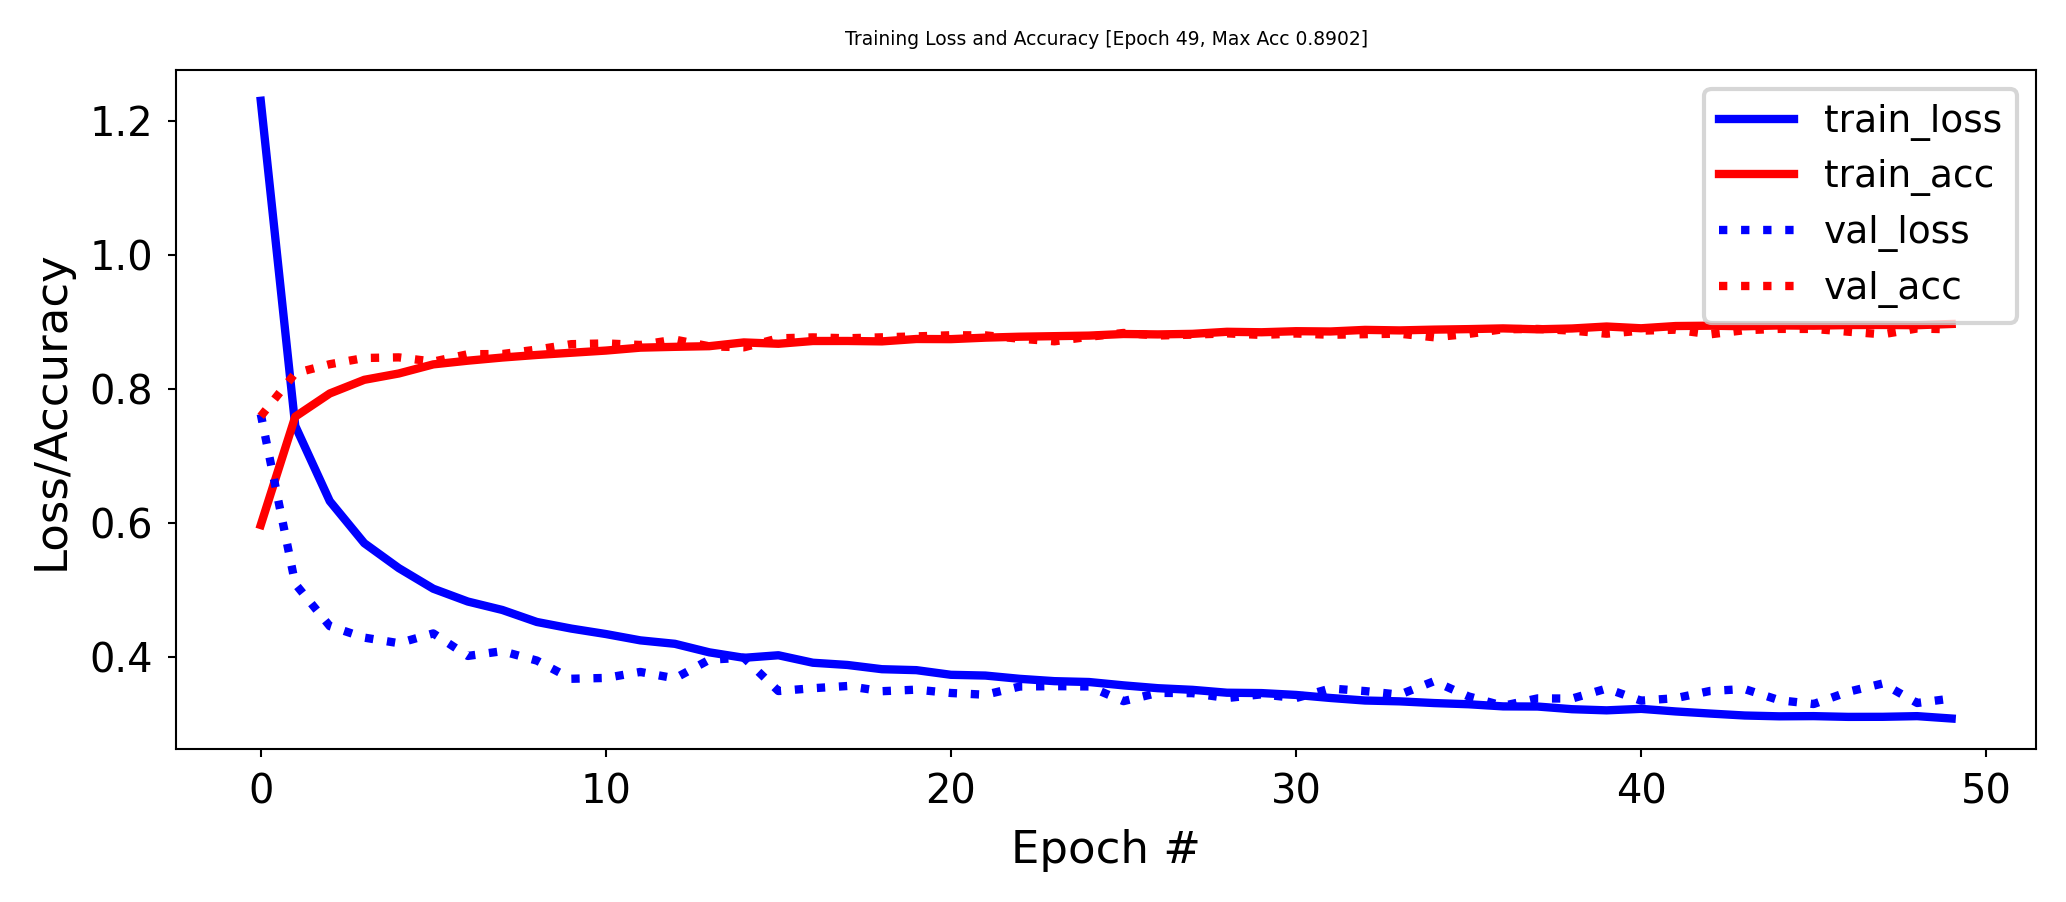 Training Loss and Accuracy [Epoch 49, Max Acc 0.8902]
train_loss
train_acc
val_loss
val_acc
Loss/Accuracy
1.2
1.0
0.8
0.6
0.4
0 10 20 30 40 50
Epoch #